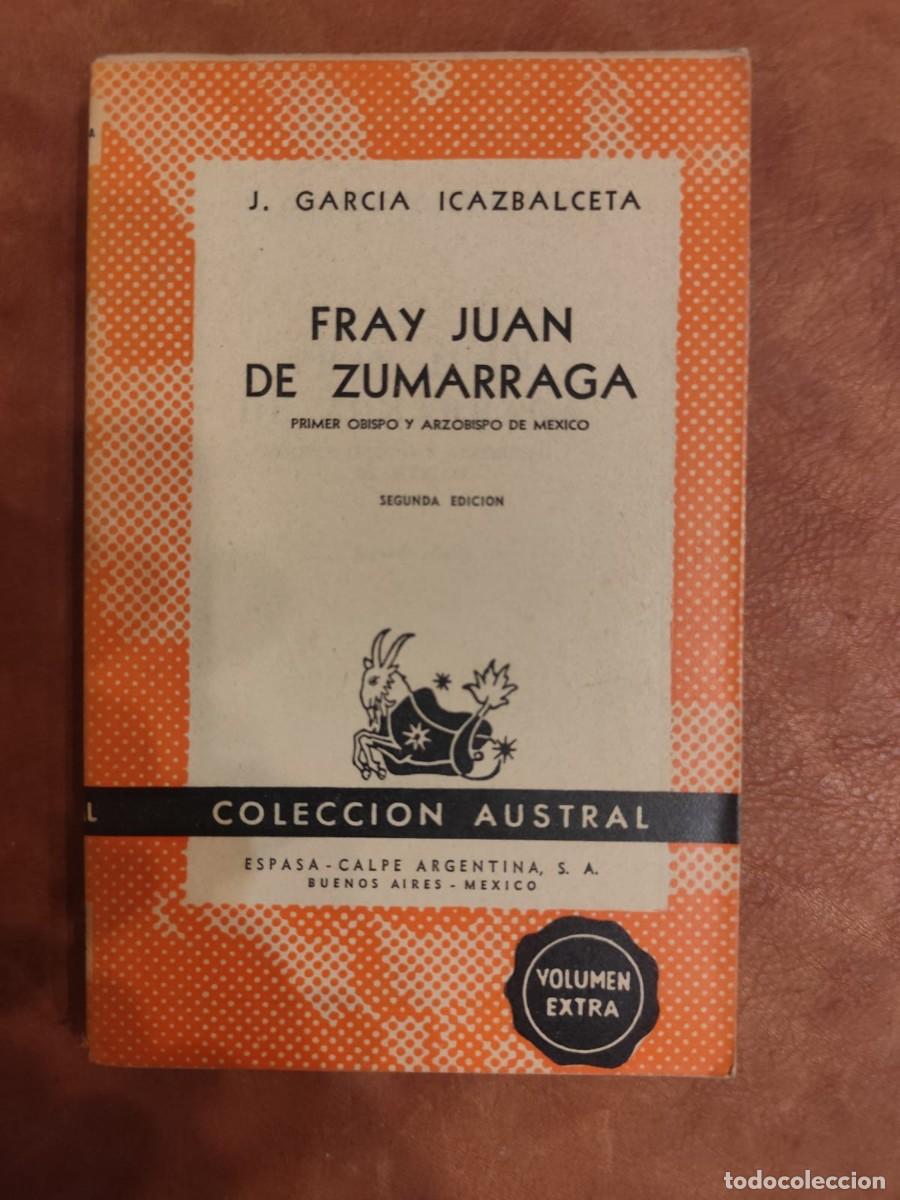 A
J. GARCIA ICAZBALCETA
FRAY JUAN
DE ZUMARRAGA
PRIMER OBISPO Y ARZOBISPO DE MEXICO
SEGUNDA EDICION
AL COLECCION AUSTRAL
ESPASA - CALPE ARGENTINA, S. A.
BUENOS AIRES - MEXICO
VOLUMEN
EXTRA
todocoleccion